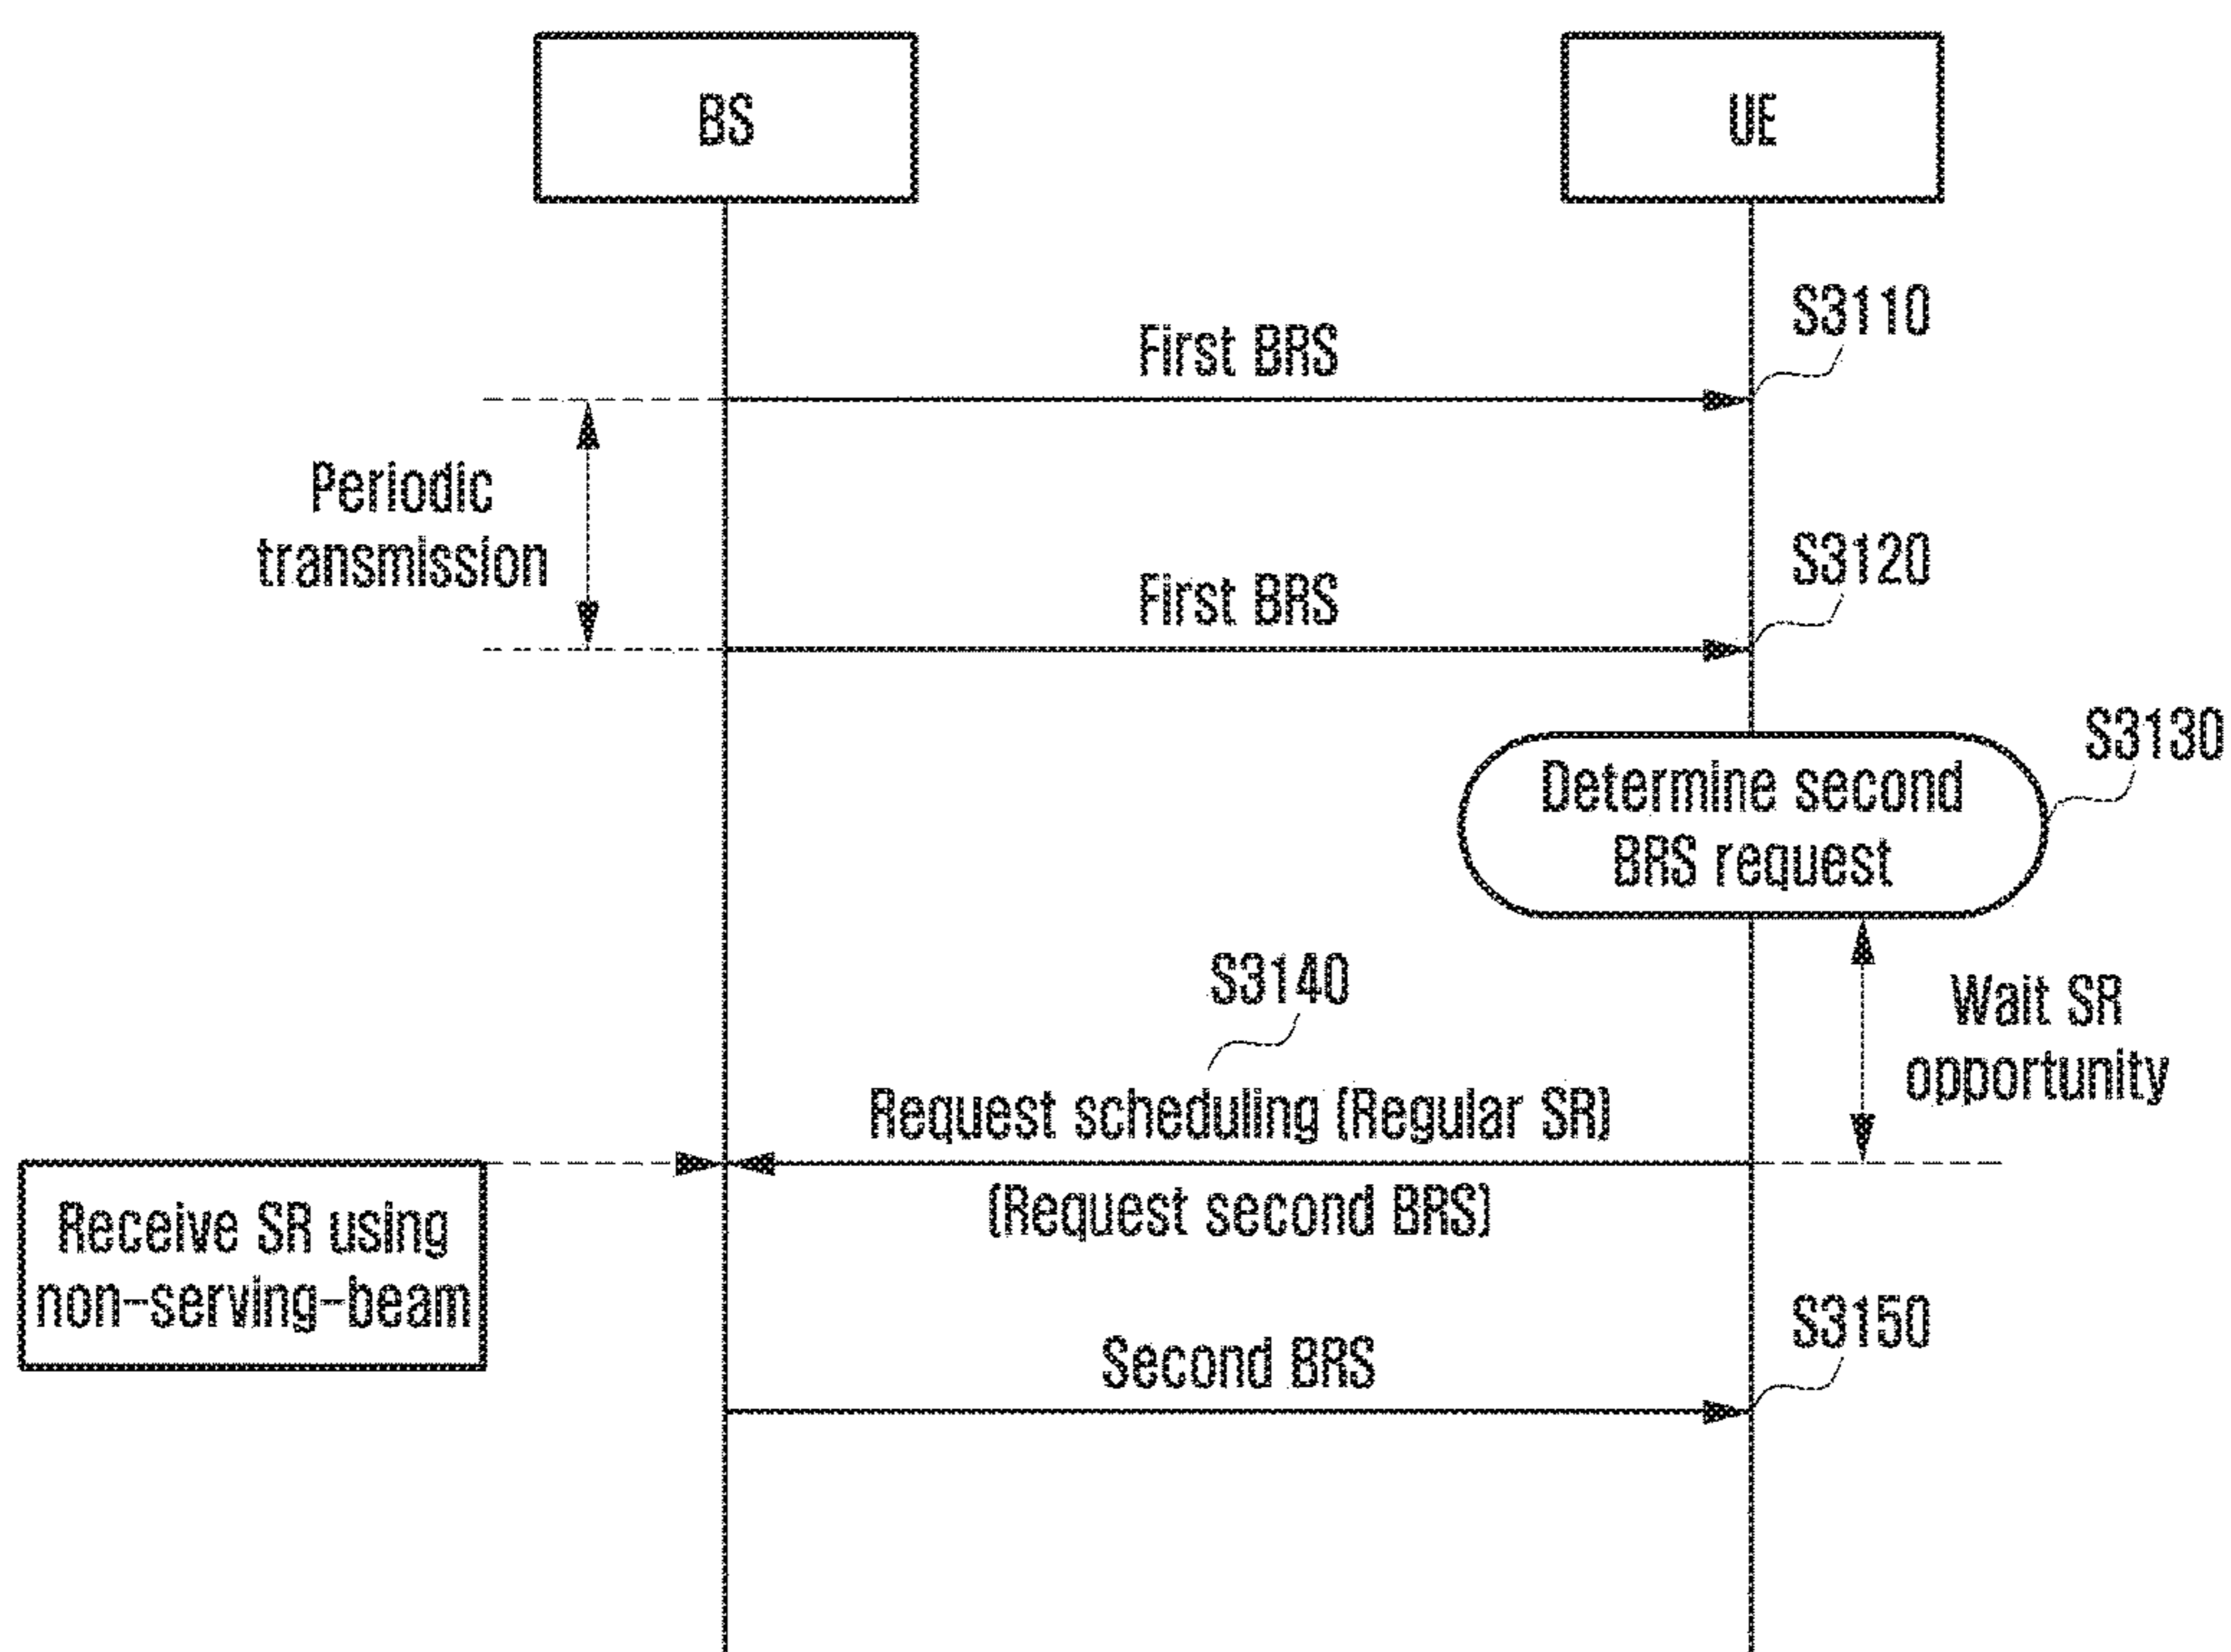 BS
UE
S3110
First BRS
Periodic
transmission
S3120
First BRS
S3130
Determine second
BRS request
S3140
Wait SR
opportunity
Request scheduling (Regular SR)
(Request second BRS)
Receive SR using
non-serving-beam
S3150
Second BRS